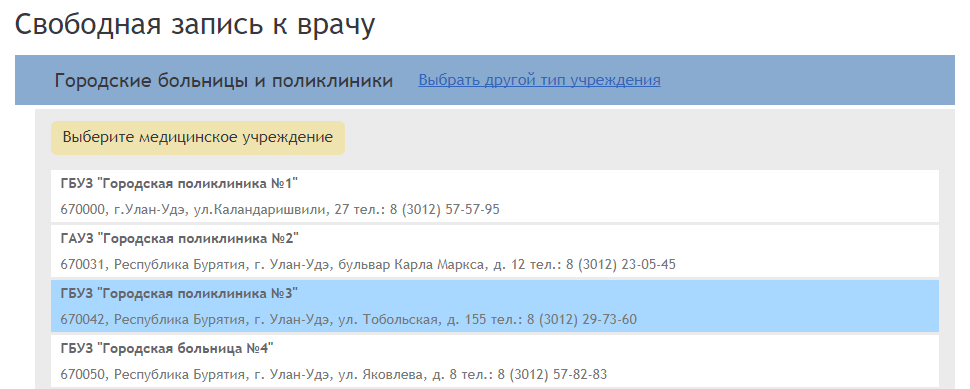 Свободная запись к врачу
Городские больницы и поликлиники Выбрать другой тип учреждения
Выберите медицинское учреждение
ГБУЗ "Городская поликлиника №1"
670000, г.Улан-Удэ, ул.Каландаришвили, 27 тел.: 8 (3012) 57-57-95
ГАУЗ "Городская поликлиника №2"
670031, Республика Бурятия, г. Улан-Удэ, бульвар Карла Маркса, д. 12 тел.: 8 (3012) 23-05-45
ГБУЗ "Городская поликлиника №3"
670042, Республика Бурятия, г. Улан-Удэ, ул. Тобольская, д. 155 тел.: 8 (3012) 29-73-60
ГБУЗ "Городская больница №4"
670050, Республика Бурятия, г. Улан-Удэ, ул. Яковлева, д. 8 тел.: 8 (3012) 57-82-83